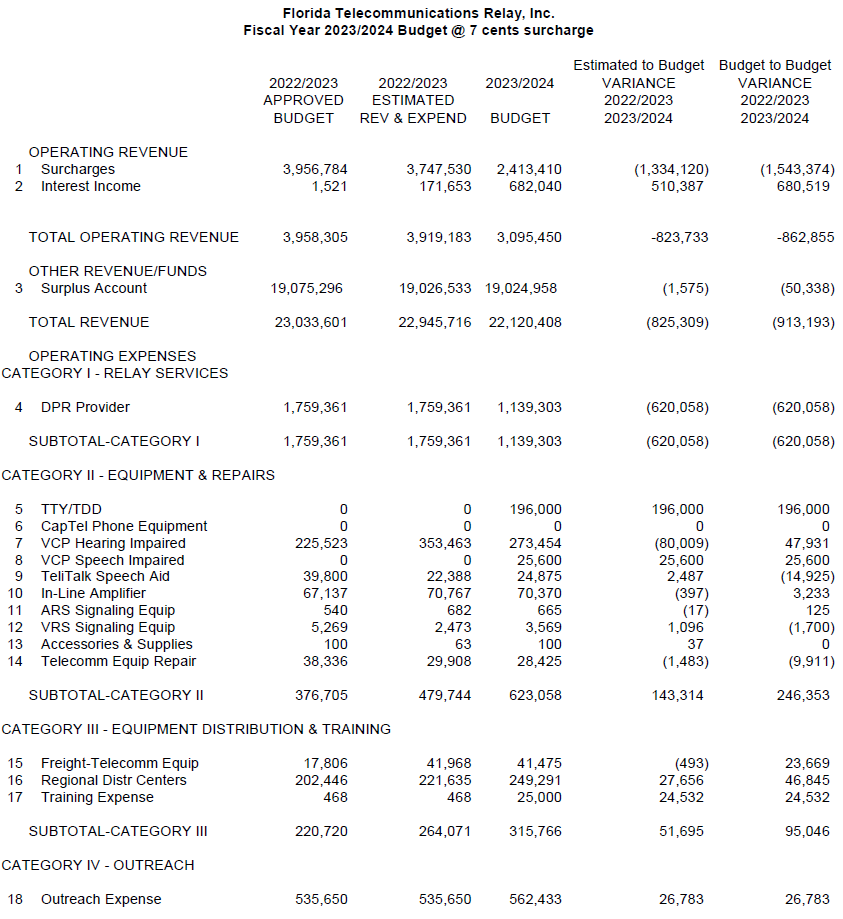 Florida Telecommunications Relay, Inc.
Fiscal Year 2023/2024 Budget @ 7 cents surcharge
Estimated to Budget Budget to Budget
2022/2023 2022/2023 2023/2024 VARIANCE VARIANCE
APPROVED ESTIMATED 2022/2023 2022/2023
BUDGET REV & EXPEND BUDGET 2023/2024 2023/2024
OPERATING REVENUE
1 Surcharges 3,956,784 3,747,530 2,413,410 (1,334,120) (1,543,374)
2 Interest Income 1,521 171,653 682,040 510,387 680,519
TOTAL OPERATING REVENUE 3,958,305 3,919,183 3,095,450 -823,733 -862,855
OTHER REVENUE/FUNDS
3 Surplus Account 19,075,296 19,026,533 19,024,958 (1,575) (50,338)
TOTAL REVENUE 23,033,601 22,945,716 22,120,408 (825,309) (913,193)
OPERATING EXPENSES
CATEGORY I - RELAY SERVICES
4 DPR Provider 1,759,361 1,759,361 1,139,303 (620,058) (620,058)
SUBTOTAL-CATEGORY I 1,759,361 1,759,361 1,139,303 (620,058) (620,058)
CATEGORY II - EQUIPMENT & REPAIRS
5 TTY/TDD 0 0 196,000 196,000 196,000
6 CapTel Phone Equipment 0 0 0 0 0
7 VCP Hearing Impaired 225,523 353,463 273,454 (80,009) 47,931
8 VCP Speech Impaired 0 0 25,600 25,600 25,600
9 TeliTalk Speech Aid 39,800 22,388 24,875 2,487 (14,925)
10 In-Line Amplifier 67,137 70,767 70,370 (397) 3,233
11 ARS Signaling Equip 540 682 665 (17) 125
12 VRS Signaling Equip 5,269 2,473 3,569 1,096 (1,700)
13 Accessories & Supplies 100 63 100 37 0
14 Telecomm Equip Repair 38,336 29,908 28,425 (1,483) (9,911)
SUBTOTAL-CATEGORY II 376,705 479,744 623,058 143,314 246,353
CATEGORY III - EQUIPMENT DISTRIBUTION & TRAINING
15 Freight-Telecomm Equip 17,806 41,968 41,475 (493) 23,669
16 Regional Distr Centers 202,446 221,635 249,291 27,656 46,845
17 Training Expense 468 468 25,000 24,532 24,532
SUBTOTAL-CATEGORY III 220,720 264,071 315,766 51,695 95,046
CATEGORY IV - OUTREACH
18 Outreach Expense 535,650 535,650 562,433 26,783 26,783